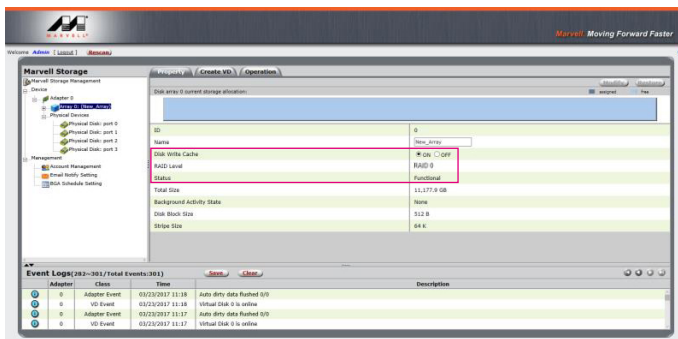 MARVELL
Marvell. Moving Forward Faster
Welcome Admin [ Logout ] Rescan
Marvell Storage
Property Create VD Operation
Marvell Storage Management
Device
Adapter 0
Array 0: (New_Array)
Physical Devices
Physical Disk: port 0
Physical Disk: port 1
Physical Disk: port 2
Physical Disk: port 3
Management
Account Management
Email Notify Setting
BGA Schedule Setting
Modify
Disk array 0 current storage allocation: assigned free
ID 0
Name New_Array
Disk Write Cache ON OFF
RAID Level RAID 0
Status Functional
Total Size 11,177.9 GB
Background Activity State None
Disk Block Size 512 B
Stripe Size 64 K
Event Logs(282~301/Total Events:301) Save Clear
Adapter Class Time Description
0 Adapter Event 03/23/2017 11:18 Auto dirty data flushed 0/0
0 VD Event 03/23/2017 11:18 Virtual Disk 0 is online
0 Adapter Event 03/23/2017 11:17 Auto dirty data flushed 0/0
0 VD Event 03/23/2017 11:17 Virtual Disk 0 is online